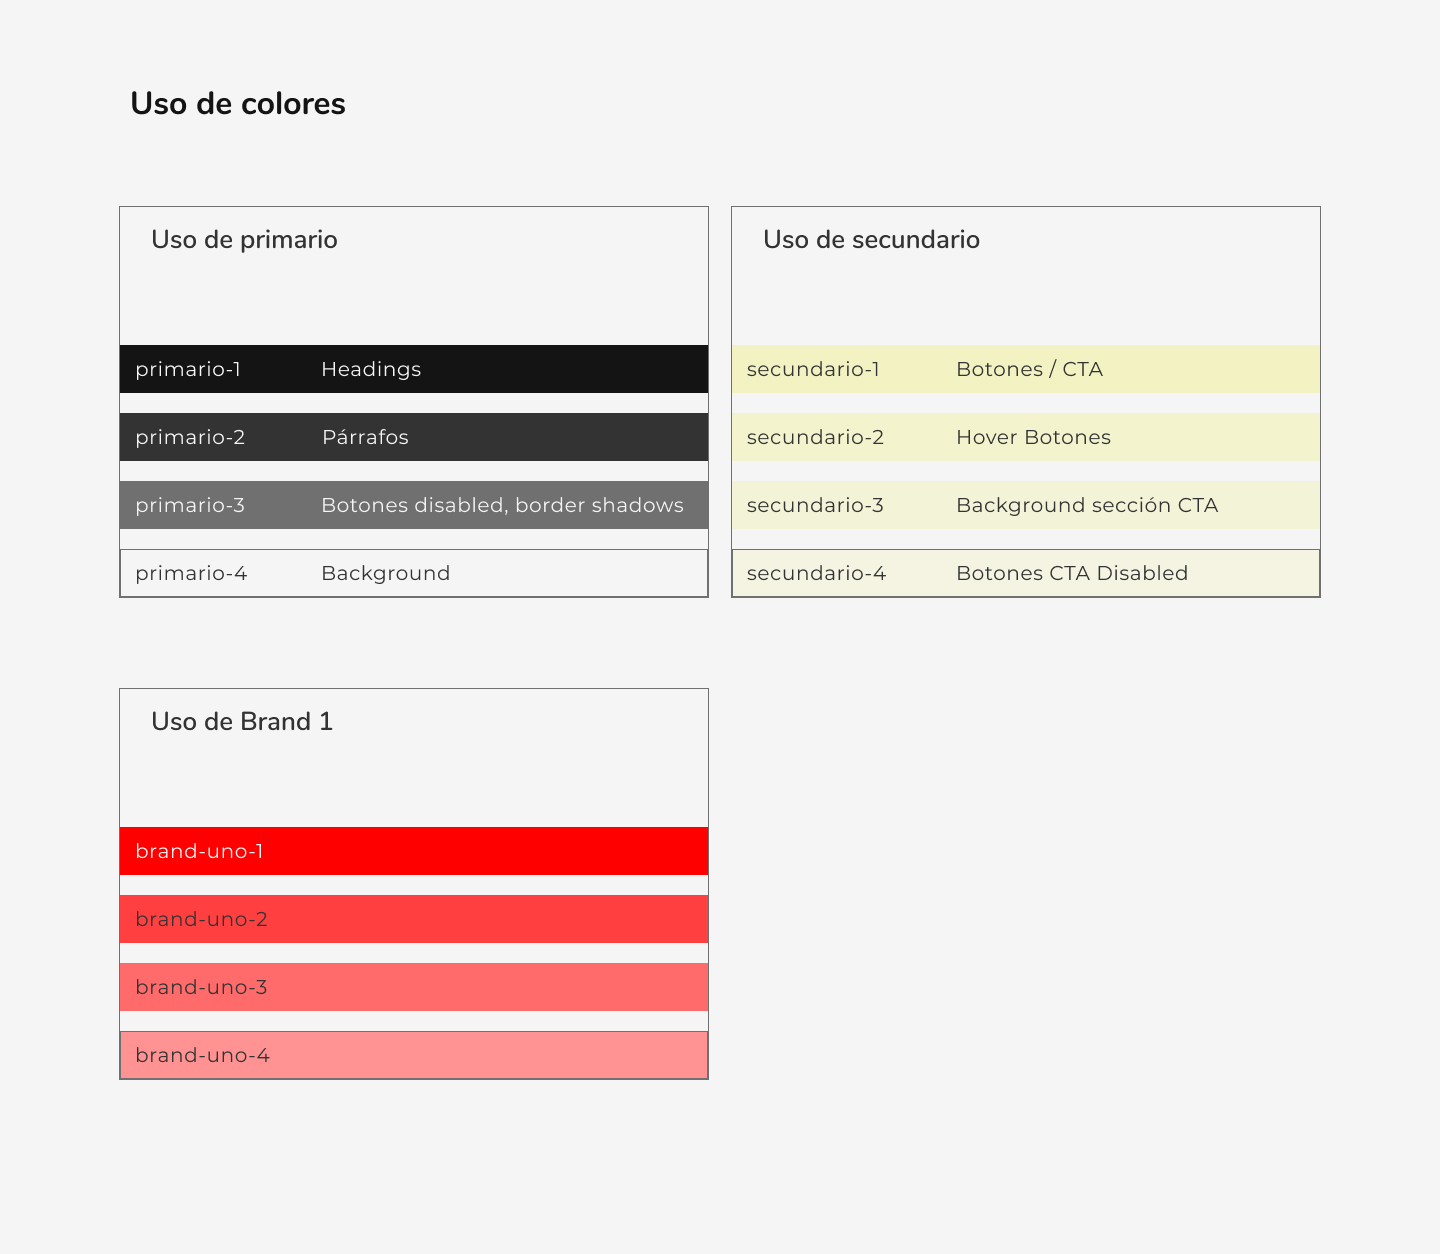 Uso de colores
Uso de primario
primario-1 Headings
primario-2 Párrafos
primario-3 Botones disabled, border shadows
primario-4 Background
Uso de secundario
secundario-1 Botones / CTA
secundario-2 Hover Botones
secundario-3 Background sección CTA
secundario-4 Botones CTA Disabled
Uso de Brand 1
brand-uno-1
brand-uno-2
brand-uno-3
brand-uno-4